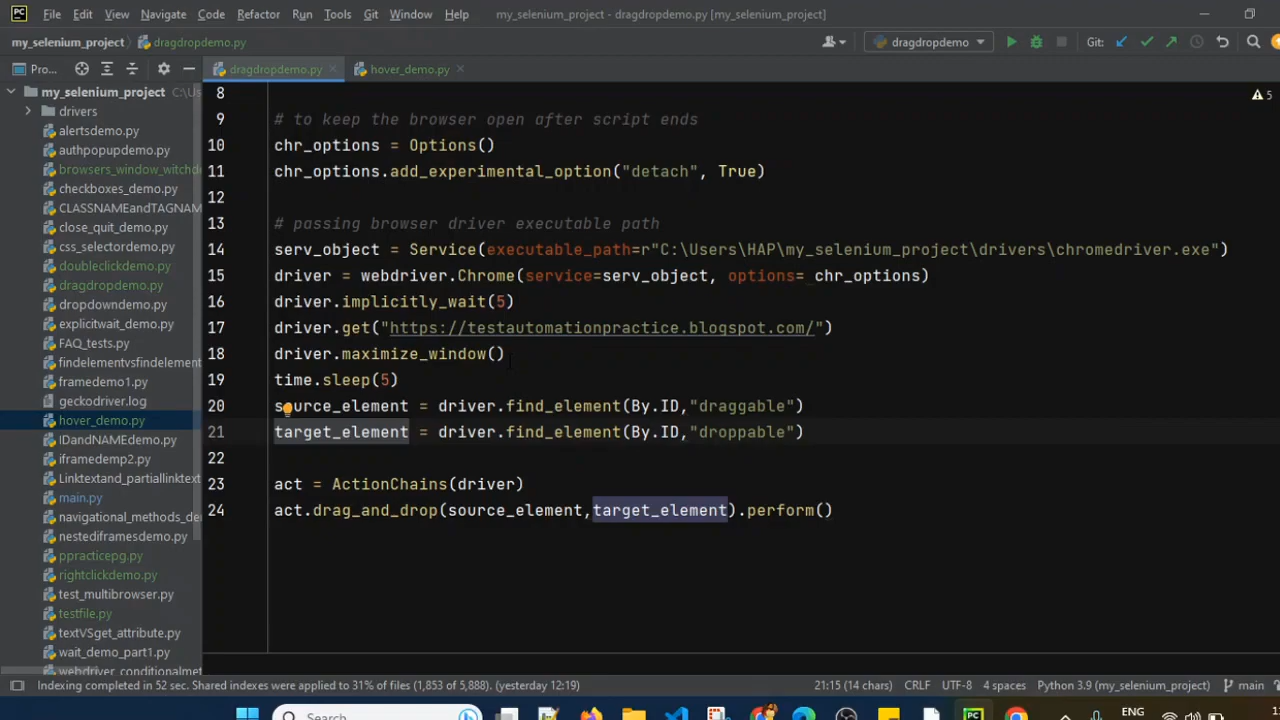 File Edit View Navigate Code Refactor Run Tools Git Window Help my_selenium_project - dragdropdemo.py [my_selenium_project]
my_selenium_project dragdropdemo.py dragdropdemo Git:
Pro... dragdropdemo.py hover_demo.py
my_selenium_project C:\Us
drivers
alertsdemo.py
authpopupdemo.py
browsers_window_witchd
checkboxes_demo.py
CLASSNAMEandTAGNAM
close_quit_demo.py
css_selectordemo.py
doubleclickdemo.py
dragdropdemo.py
dropdowndemo.py
explicitwait_demo.py
FAQ_tests.py
findelementvsfindelement
framedemo1.py
geckodriver.log
hover_demo.py
IDandNAMEdemo.py
iframedemp2.py
Linktextand_partiallinktext
main.py
navigational_methods_de
nestediframesdemo.py
ppracticepg.py
rightclickdemo.py
test_multibrowser.py
testfile.py
textVSget_attribute.py
wait_demo_part1.py
webdriver_conditionalmet
8
9 # to keep the browser open after script ends
10 chr_options = Options()
11 chr_options.add_experimental_option("detach", True)
12
13 # passing browser driver executable path
14 serv_object = Service(executable_path=r"C:\Users\HAP\my_selenium_project\drivers\chromedriver.exe")
15 driver = webdriver.Chrome(service=serv_object, options= chr_options)
16 driver.implicitly_wait(5)
17 driver.get("https://testautomationpractice.blogspot.com/")
18 driver.maximize_window()
19 time.sleep(5)
20 source_element = driver.find_element(By.ID,"draggable")
21 target_element = driver.find_element(By.ID,"droppable")
22
23 act = ActionChains(driver)
24 act.drag_and_drop(source_element,target_element).perform()
5
Indexing completed in 52 sec. Shared indexes were applied to 31% of files (1,853 of 5,888). (yesterday 12:19) 21:15 (14 chars) CRLF UTF-8 4 spaces Python 3.9 (my_selenium_project) main
Search ENG